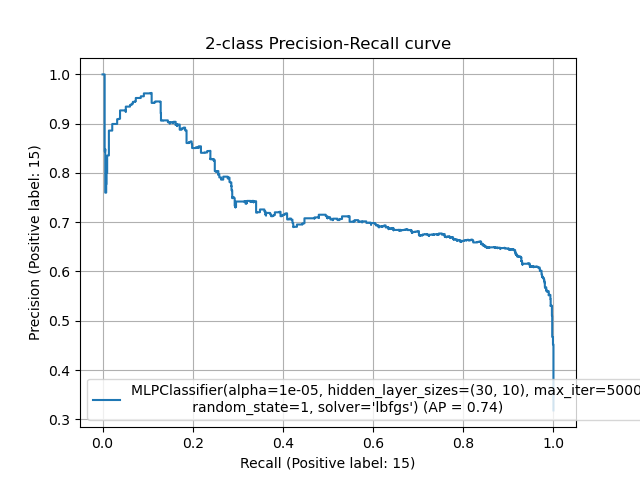 2-class Precision-Recall curve
1.0
0.9
0.8
0.7
0.6
0.5
0.4
0.3
Precision (Positive label: 15)
MLPClassifier(alpha=1e-05, hidden_layer_sizes=(30, 10), max_iter=5000
random_state=1, solver='lbfgs') (AP = 0.74)
0.0 0.2 0.4 0.6 0.8 1.0
Recall (Positive label: 15)